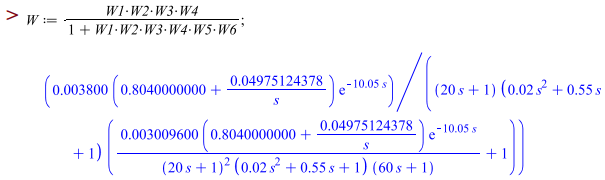 > W := W1·W2·W3·W4 / (1 + W1·W2·W3·W4·W5·W6);
(0.003800 (0.8040000000 + 0.04975124378/s) e^(-10.05 s)) / ((20 s + 1) (0.02 s^2 + 0.55 s
+ 1) (0.003009600 (0.8040000000 + 0.04975124378/s) e^(-10.05 s) / ((20 s + 1)^2 (0.02 s^2 + 0.55 s + 1) (60 s + 1)) + 1))